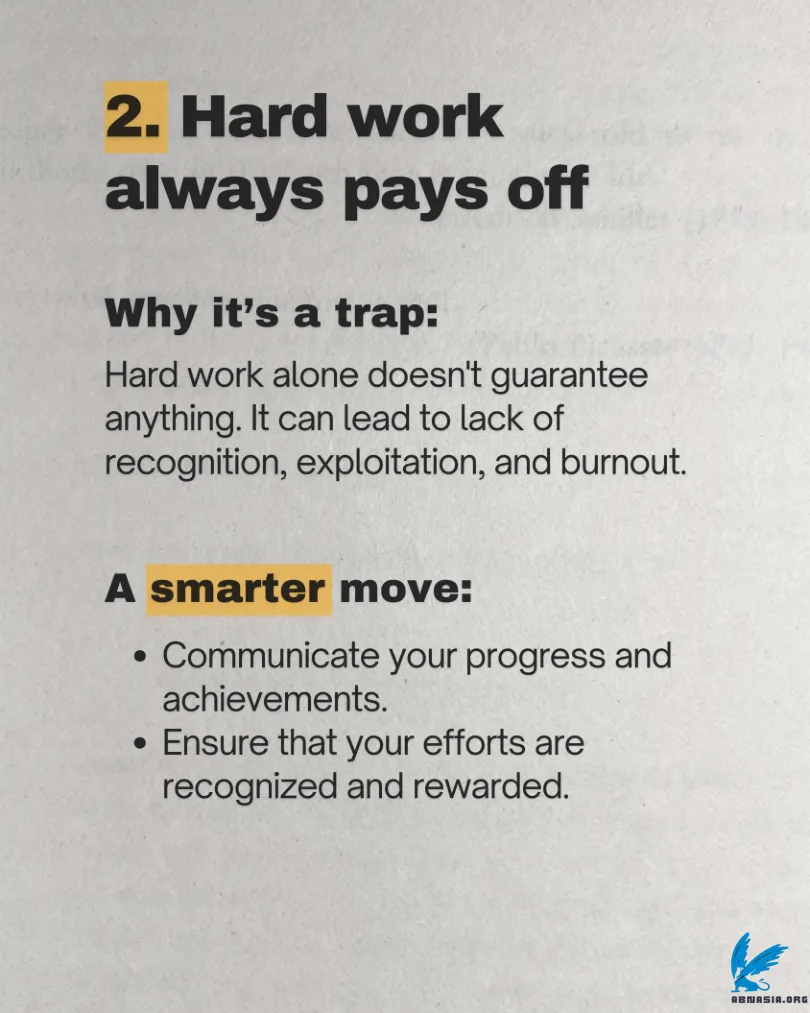 2. Hard work
always pays off
Why it’s a trap:
Hard work alone doesn't guarantee
anything. It can lead to lack of
recognition, exploitation, and burnout.
A smarter move:
• Communicate your progress and
achievements.
• Ensure that your efforts are
recognized and rewarded.
ABNASIA.ORG